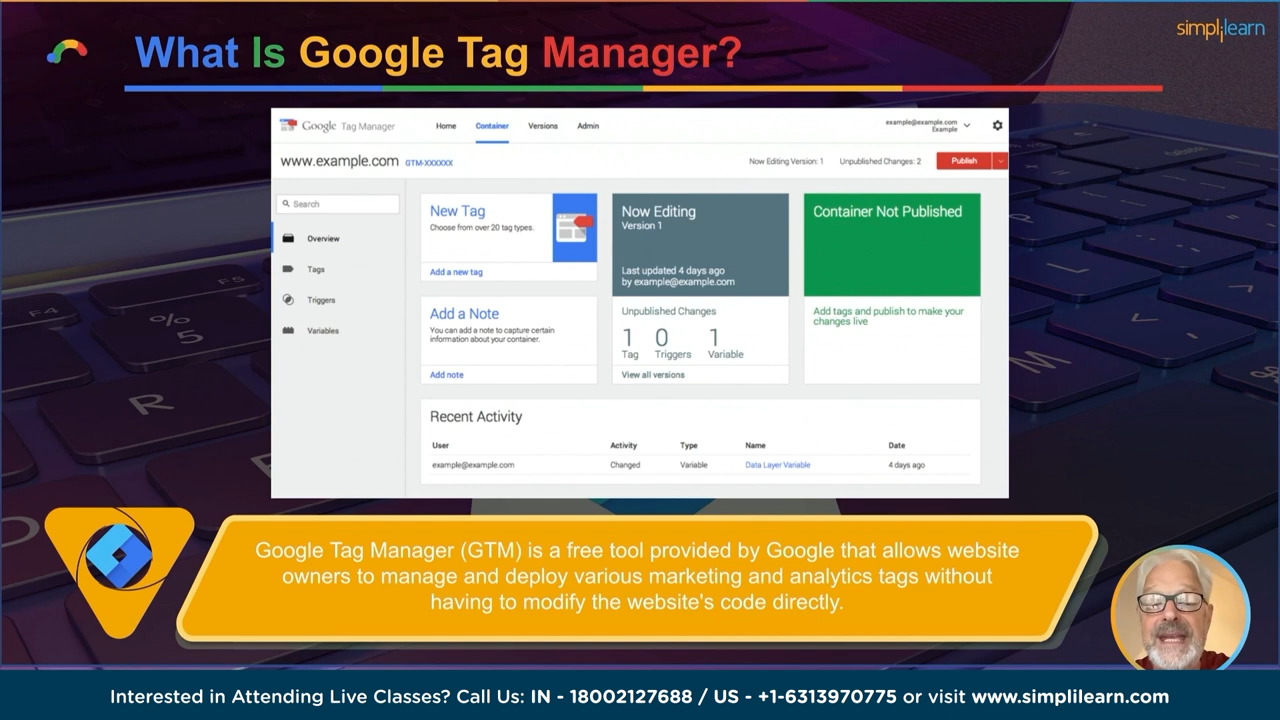 What Is Google Tag Manager?
simplilearn
Google Tag Manager
Home
Container
Versions
Admin
example@example.com
Example
www.example.com GTM-XXXXXX
Now Editing Version: 1
Unpublished Changes: 2
Publish
Search
Overview
Tags
Triggers
Variables
New Tag
Choose from over 20 tag types.
Add a new tag
Add a Note
You can add a note to capture certain
information about your container.
Add note
Now Editing
Version 1
Last updated 4 days ago
by example@example.com
Unpublished Changes
1 0 1
Tag Triggers Variable
View all versions
Container Not Published
Add tags and publish to make your
changes live
Recent Activity
User Activity Type Name Date
example@example.com Changed Variable Data Layer Variable 4 days ago
Google Tag Manager (GTM) is a free tool provided by Google that allows website
owners to manage and deploy various marketing and analytics tags without
having to modify the website's code directly.
Interested in Attending Live Classes? Call Us: IN - 18002127688 / US - +1-6313970775 or visit www.simplilearn.com